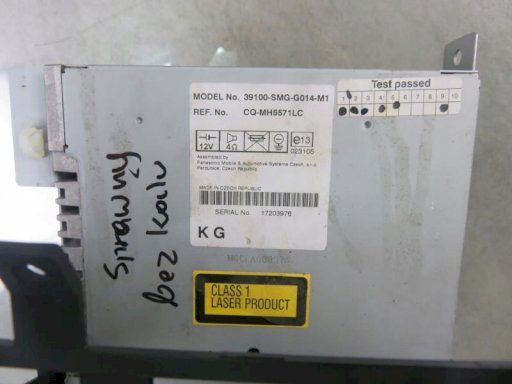 MODEL No. 39100-SMG-G014-M1
REF. No. CQ-MH5571LC
Test passed
1 2 3 4 5 6 7 8 9 10
12V 4Ω e13
023105
Assembled by
Panasonic Mobile & Automotive Systems Czech, s.r.o.
Pardubice, Czech Republic
MADE IN CZECH REPUBLIC
SERIAL No. 17203976
KG
CLASS 1
LASER PRODUCT
Sprawny
bez kodu